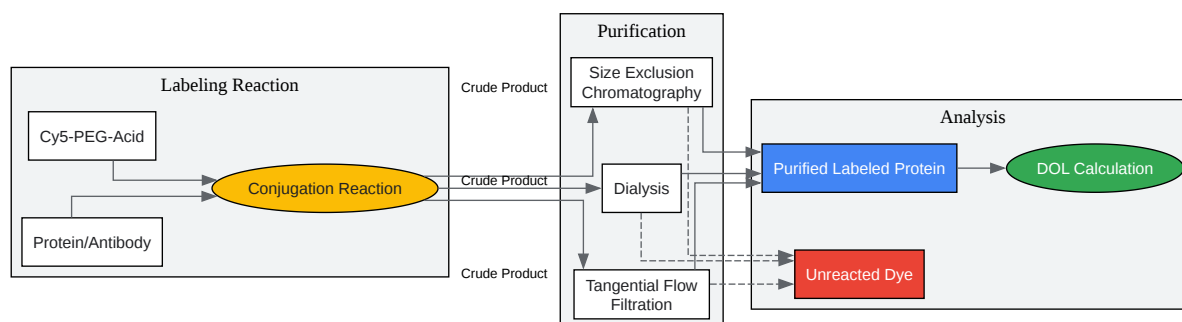 Labeling Reaction
Cy5-PEG-Acid
Protein/Antibody
Conjugation Reaction
Crude Product
Crude Product
Crude Product
Purification
Size Exclusion
Chromatography
Dialysis
Tangential Flow
Filtration
Analysis
Purified Labeled Protein
DOL Calculation
Unreacted Dye